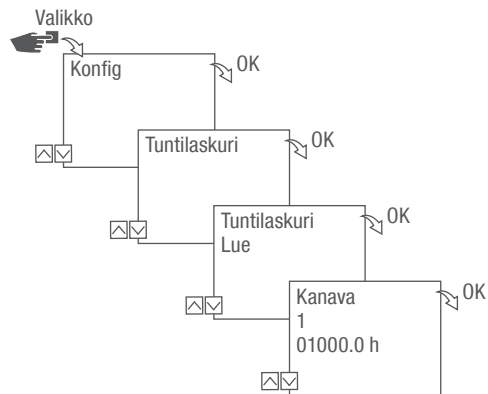 Valikko
Konfig
OK
Tuntilaskuri
OK
Tuntilaskuri
Lue
OK
Kanava
1
01000.0 h
OK